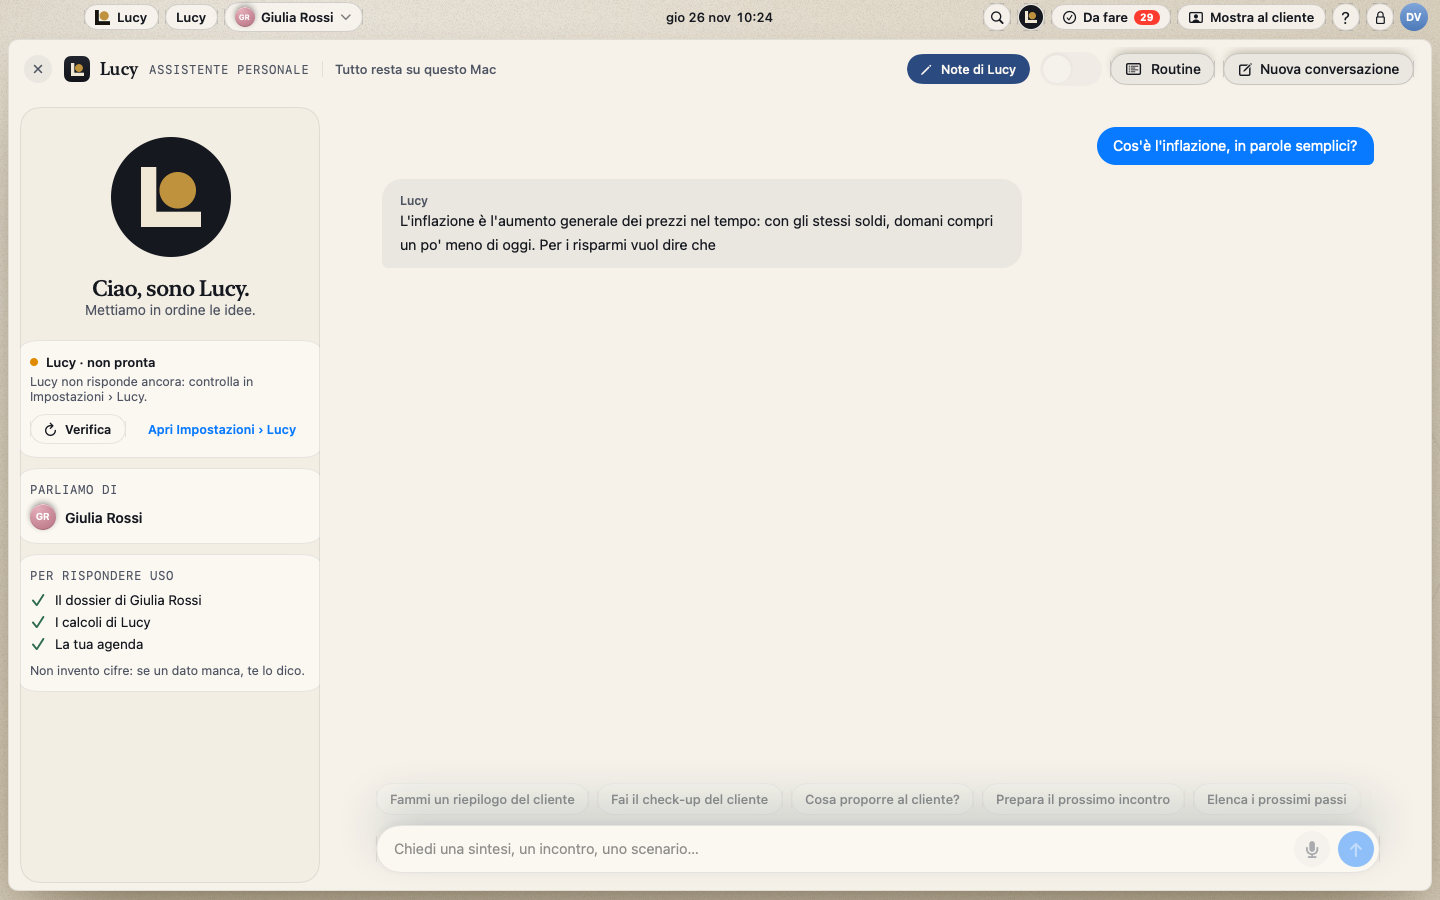 Lucy
Lucy
GR Giulia Rossi
gio 26 nov 10:24
Da fare 29
Mostra al cliente
?
DV
Lucy ASSISTENTE PERSONALE
Tutto resta su questo Mac
Note di Lucy
Routine
Nuova conversazione
Ciao, sono Lucy.
Mettiamo in ordine le idee.
Lucy · non pronta
Lucy non risponde ancora: controlla in
Impostazioni › Lucy.
Verifica
Apri Impostazioni › Lucy
PARLIAMO DI
GR Giulia Rossi
PER RISPONDERE USO
Il dossier di Giulia Rossi
I calcoli di Lucy
La tua agenda
Non invento cifre: se un dato manca, te lo dico.
Cos'è l'inflazione, in parole semplici?
Lucy
L'inflazione è l'aumento generale dei prezzi nel tempo: con gli stessi soldi, domani compri
un po' meno di oggi. Per i risparmi vuol dire che
Fammi un riepilogo del cliente
Fai il check-up del cliente
Cosa proporre al cliente?
Prepara il prossimo incontro
Elenca i prossimi passi
Chiedi una sintesi, un incontro, uno scenario...